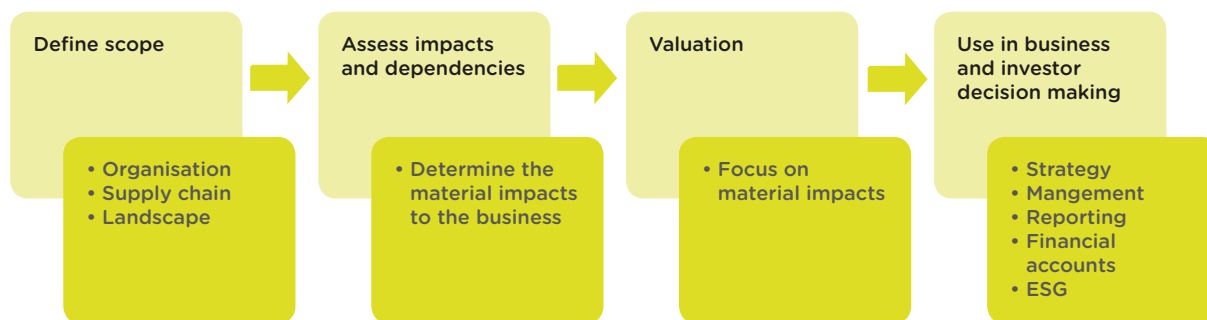 Define scope
• Organisation
• Supply chain
• Landscape
Assess impacts
and dependencies
• Determine the
material impacts
to the business
Valuation
• Focus on
material impacts
Use in business
and investor
decision making
• Strategy
• Mangement
• Reporting
• Financial
accounts
• ESG